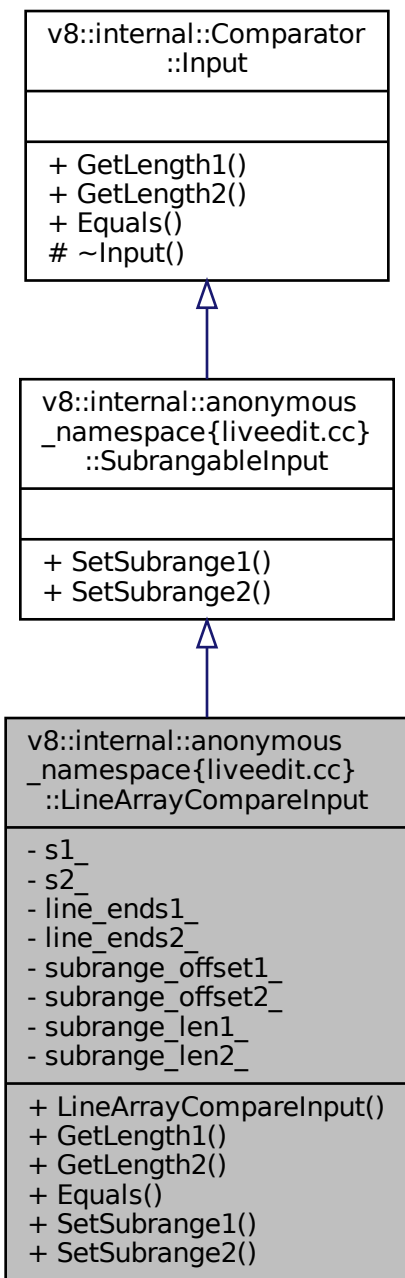 v8::internal::Comparator
::Input
+ GetLength1()
+ GetLength2()
+ Equals()
# ~Input()
v8::internal::anonymous
_namespace{liveedit.cc}
::SubrangableInput
+ SetSubrange1()
+ SetSubrange2()
v8::internal::anonymous
_namespace{liveedit.cc}
::LineArrayCompareInput
- s1_
- s2_
- line_ends1_
- line_ends2_
- subrange_offset1_
- subrange_offset2_
- subrange_len1_
- subrange_len2_
+ LineArrayCompareInput()
+ GetLength1()
+ GetLength2()
+ Equals()
+ SetSubrange1()
+ SetSubrange2()